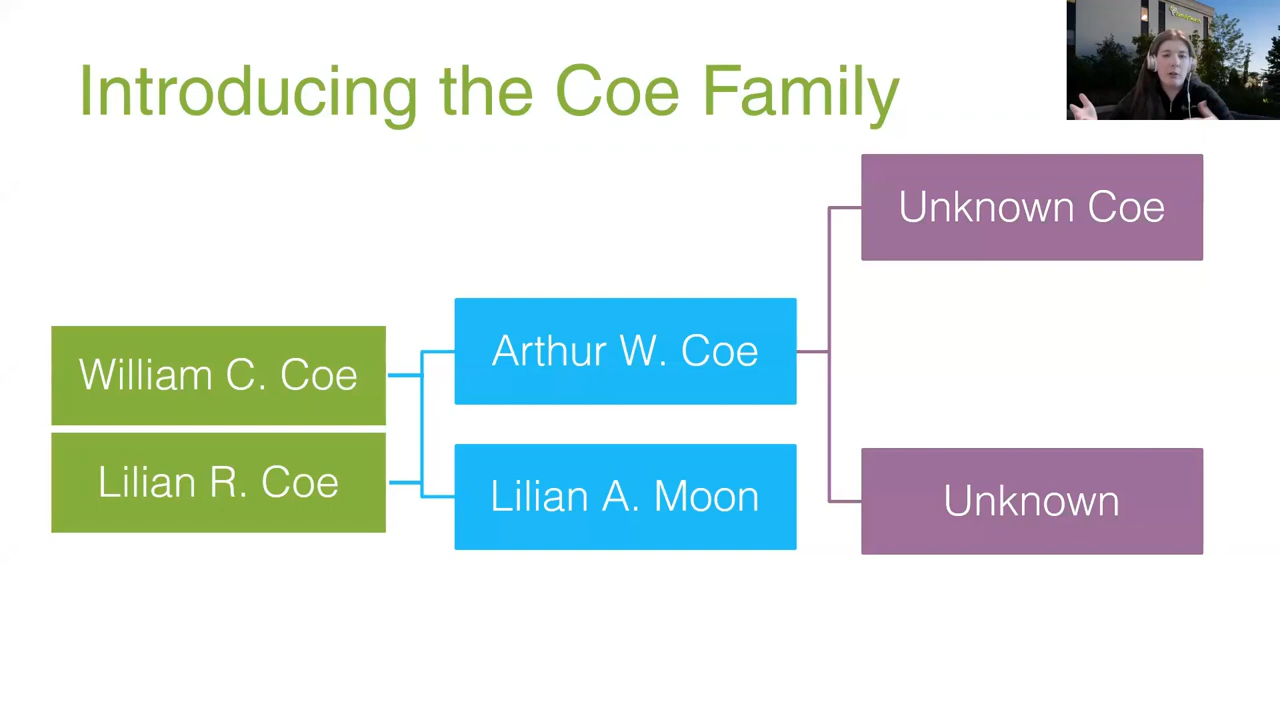 Introducing the Coe Family
Unknown Coe
Arthur W. Coe
William C. Coe
Lilian R. Coe
Lilian A. Moon
Unknown